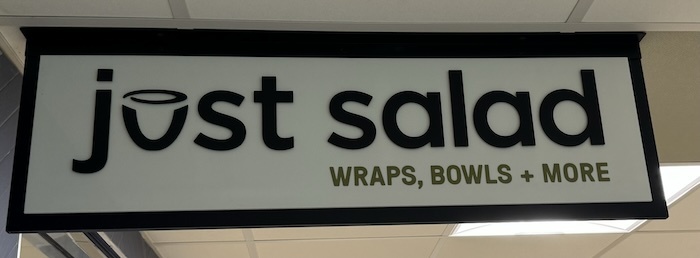 just salad
WRAPS, BOWLS + MORE